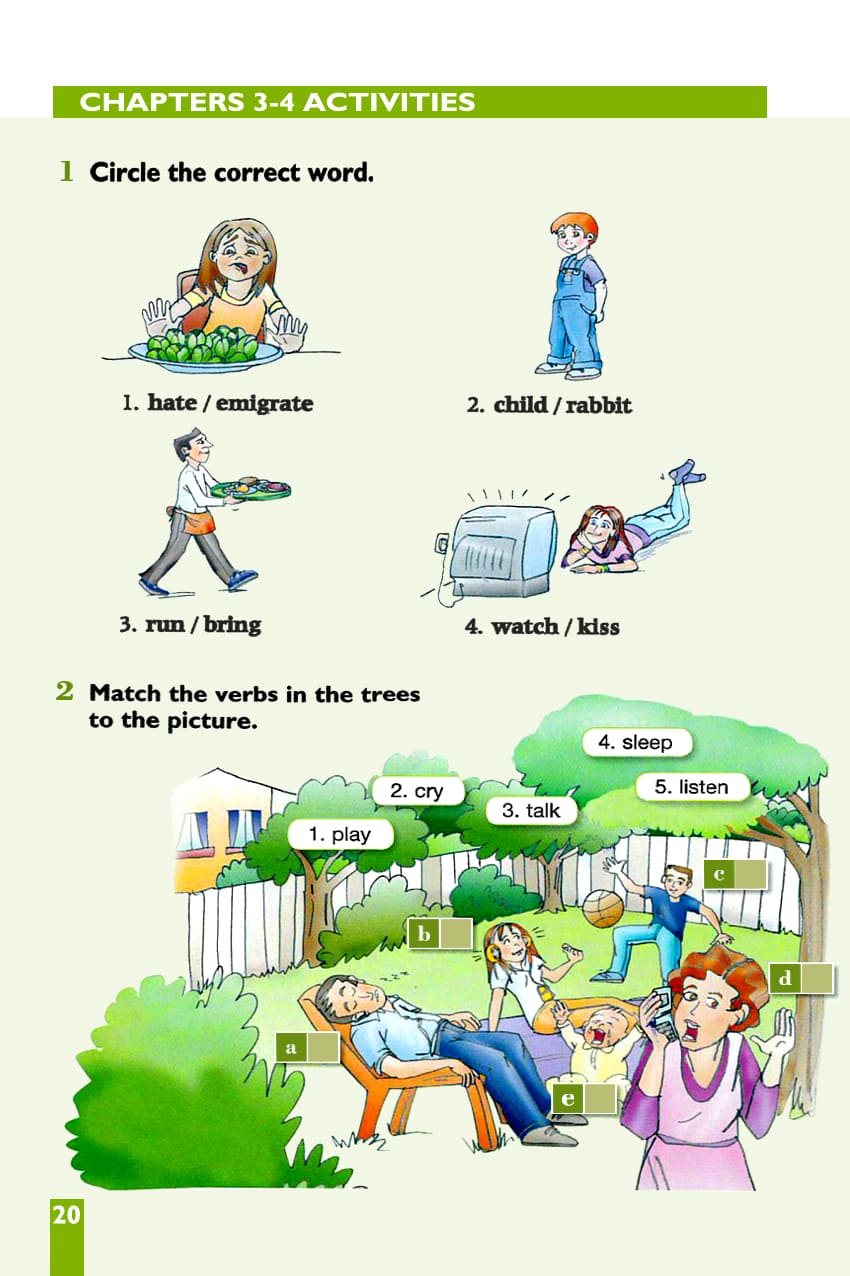 CHAPTERS 3-4 ACTIVITIES
1 Circle the correct word.
1. hate / emigrate
2. child / rabbit
3. run / bring
4. watch / kiss
2 Match the verbs in the trees
to the picture.
4. sleep
2. cry
5. listen
3. talk
1. play
c
b
d
a
e
20